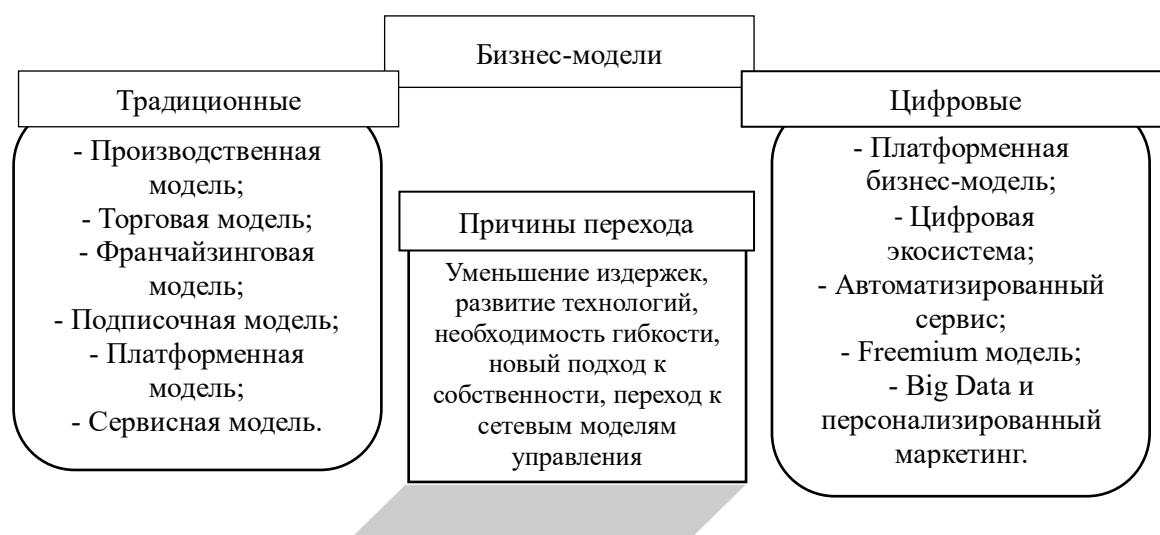 Бизнес-модели
Традиционные
- Производственная
модель;
- Торговая модель;
- Франчайзинговая
модель;
- Подписочная модель;
- Платформенная
модель;
- Сервисная модель.
Причины перехода
Уменьшение издержек,
развитие технологий,
необходимость гибкости,
новый подход к
собственности, переход к
сетевым моделям
управления
Цифровые
- Платформенная
бизнес-модель;
- Цифровая
экосистема;
- Автоматизированный
сервис;
- Freemium модель;
- Big Data и
персонализированный
маркетинг.